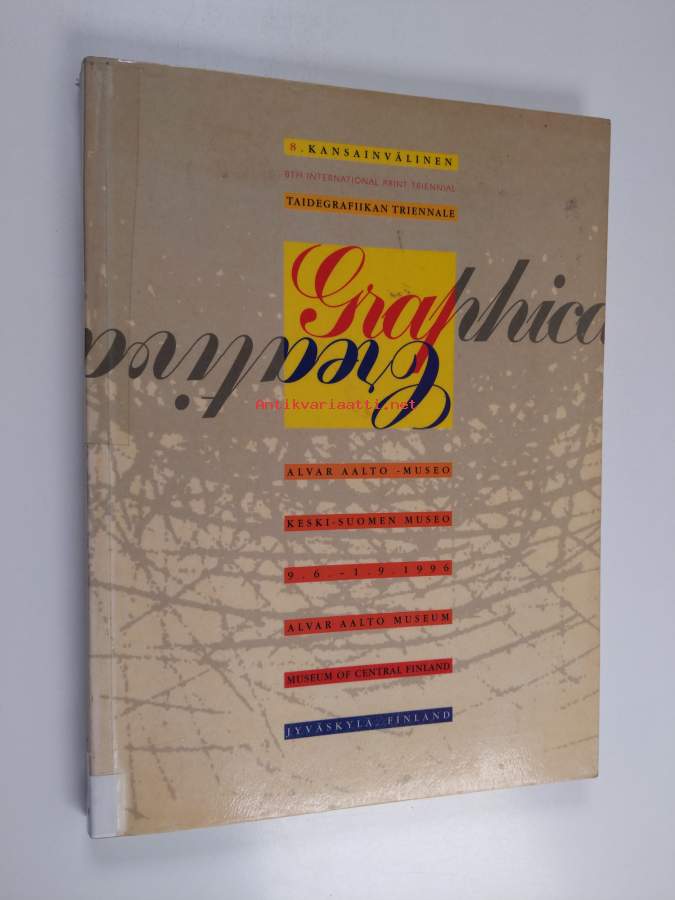 8. KANSAINVÄLINEN
8TH INTERNATIONAL PRINT TRIENNIAL
TAIDEGRAFIIKAN TRIENNALE
Graphica
Creativa
Antikvariaatti.net
ALVAR AALTO -MUSEO
KESKI-SUOMEN MUSEO
9.6.-1.9.1996
ALVAR AALTO MUSEUM
MUSEUM OF CENTRAL FINLAND
JYVÄSKYLÄ, FINLAND